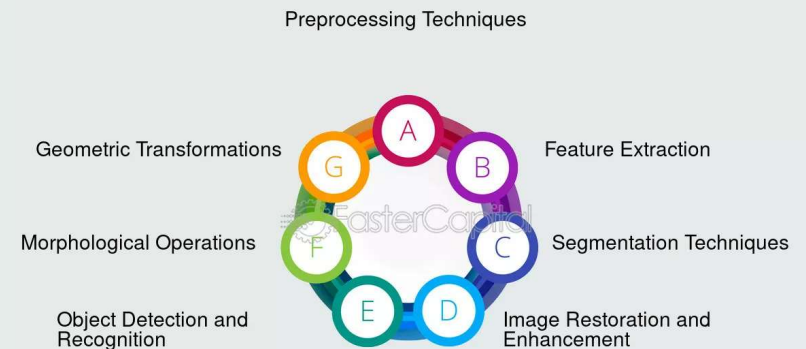 Preprocessing Techniques
A
Geometric Transformations
G
B
Feature Extraction
FasterCapital
Morphological Operations
F
C
Segmentation Techniques
Object Detection and
Recognition
E
D
Image Restoration and
Enhancement